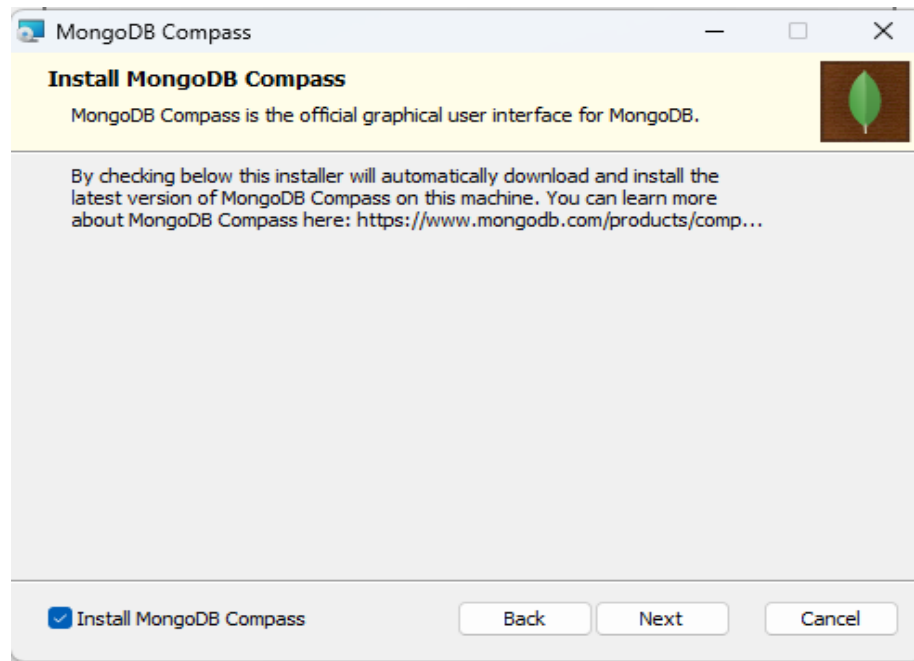 MongoDB Compass
Install MongoDB Compass
MongoDB Compass is the official graphical user interface for MongoDB.
By checking below this installer will automatically download and install the
latest version of MongoDB Compass on this machine. You can learn more
about MongoDB Compass here: https://www.mongodb.com/products/comp...
Install MongoDB Compass
Back
Next
Cancel